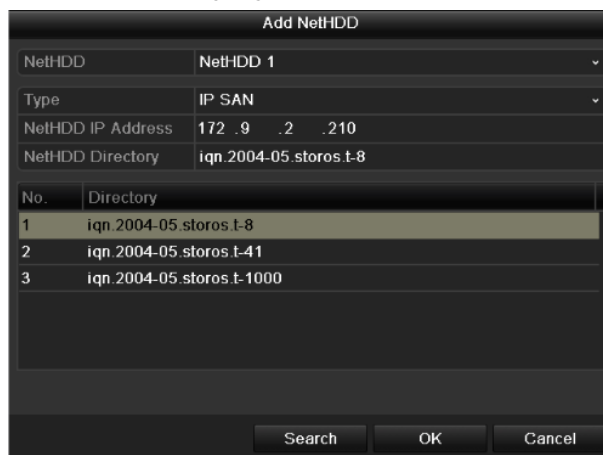 Add NetHDD
NetHDD NetHDD 1
Type IP SAN
NetHDD IP Address 172 .9 .2 .210
NetHDD Directory iqn.2004-05.storos.t-8
No. Directory
1 iqn.2004-05.storos.t-8
2 iqn.2004-05.storos.t-41
3 iqn.2004-05.storos.t-1000
Search OK Cancel